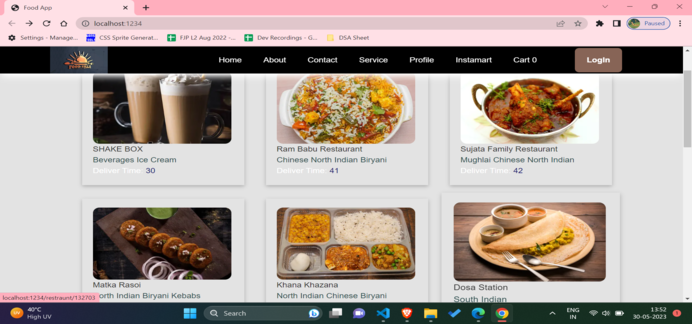 Food App
localhost:1234
Paused
Settings - Manage...
CSS Sprite Generat...
FJP L2 Aug 2022 -...
Dev Recordings - G...
DSA Sheet
Home About Contact Service Profile Instamart Cart 0 Login
SHAKE BOX
Beverages Ice Cream
Deliver Time: 30
Ram Babu Restaurant
Chinese North Indian Biryani
Deliver Time: 41
Sujata Family Restaurant
Mughlai Chinese North Indian
Deliver Time: 42
Matka Rasoi
North Indian Biryani Kebabs
Khana Khazana
North Indian Chinese Biryani
Dosa Station
South Indian
localhost:1234/restraunt/132703
40°C
High UV
Search
ENG
IN
13:52
30-05-2023